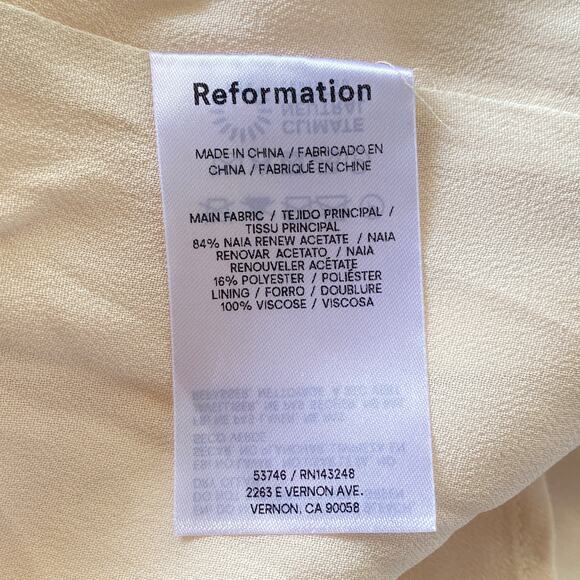 Reformation
MADE IN CHINA / FABRICADO EN
CHINA / FABRIQUÉ EN CHINE
MAIN FABRIC / TEJIDO PRINCIPAL /
TISSU PRINCIPAL
84% NAIA RENEW ACETATE / NAIA
RENOVAR ACETATO / NAIA
RENOUVELER ACÉTATE
16% POLYESTER / POLIÉSTER
LINING / FORRO / DOUBLURE
100% VISCOSE / VISCOSA
53746 / RN143248
2263 E VERNON AVE.
VERNON, CA 90058